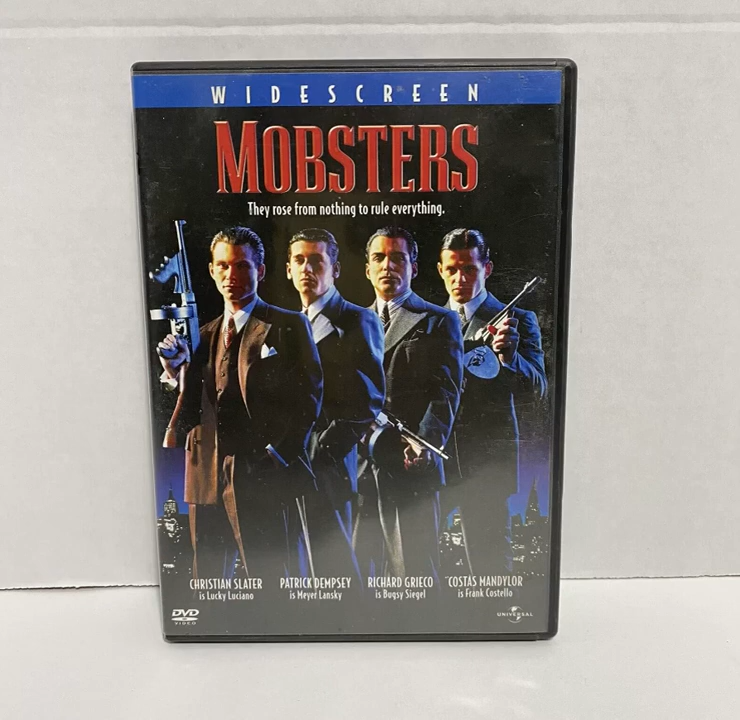 WIDESCREEN
MOBSTERS
They rose from nothing to rule everything.
CHRISTIAN SLATER
is Lucky Luciano
PATRICK DEMPSEY
is Meyer Lansky
RICHARD GRIECO
is Bugsy Siegel
COSTAS MANDYLOR
is Frank Costello
DVD
VIDEO
UNIVERSAL